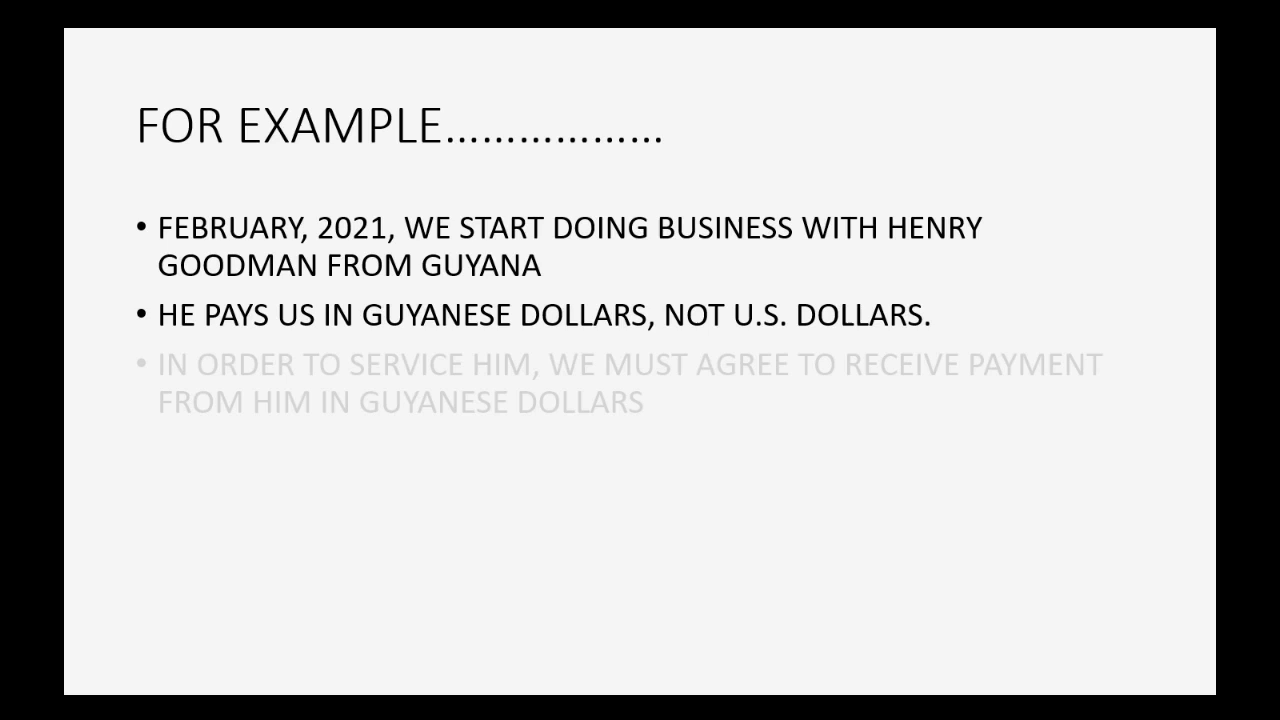 FOR EXAMPLE………………
• FEBRUARY, 2021, WE START DOING BUSINESS WITH HENRY
GOODMAN FROM GUYANA
• HE PAYS US IN GUYANESE DOLLARS, NOT U.S. DOLLARS.
• IN ORDER TO SERVICE HIM, WE MUST AGREE TO RECEIVE PAYMENT
FROM HIM IN GUYANESE DOLLARS